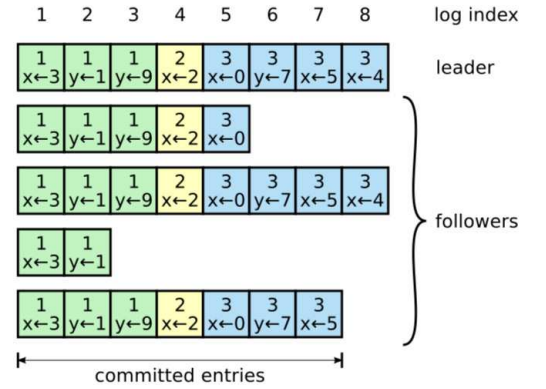 1 2 3 4 5 6 7 8 log index
1 1 1 2 3 3 3 3
x←3 y←1 y←9 x←2 x←0 y←7 x←5 x←4
leader
1 1 1 2 3
x←3 y←1 y←9 x←2 x←0
1 1 1 2 3 3 3 3
x←3 y←1 y←9 x←2 x←0 y←7 x←5 x←4
followers
1 1
x←3 y←1
1 1 1 2 3 3 3
x←3 y←1 y←9 x←2 x←0 y←7 x←5
committed entries